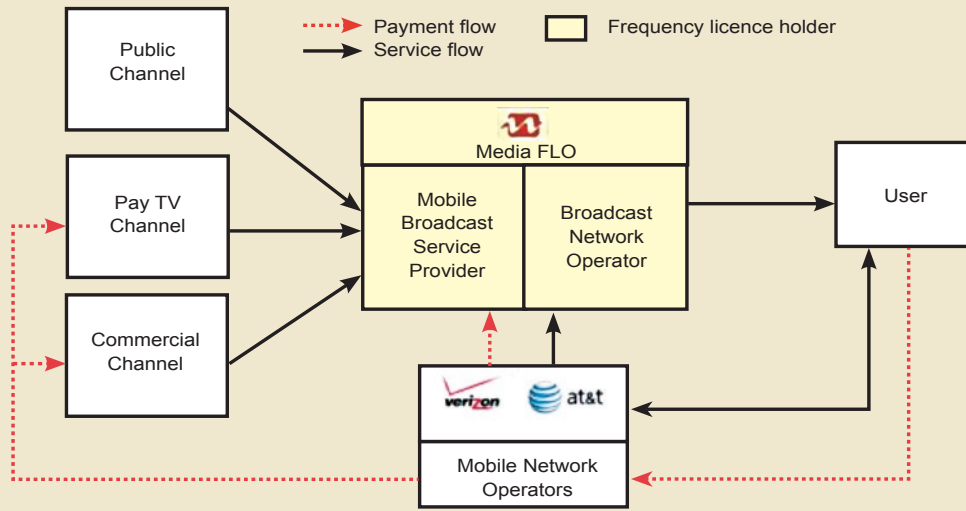 Payment flow
Service flow
Frequency licence holder
Public
Channel
Media FLO
Pay TV
Channel
Mobile
Broadcast
Service
Provider
Broadcast
Network
Operator
User
Commercial
Channel
verizon
at&t
Mobile Network
Operators